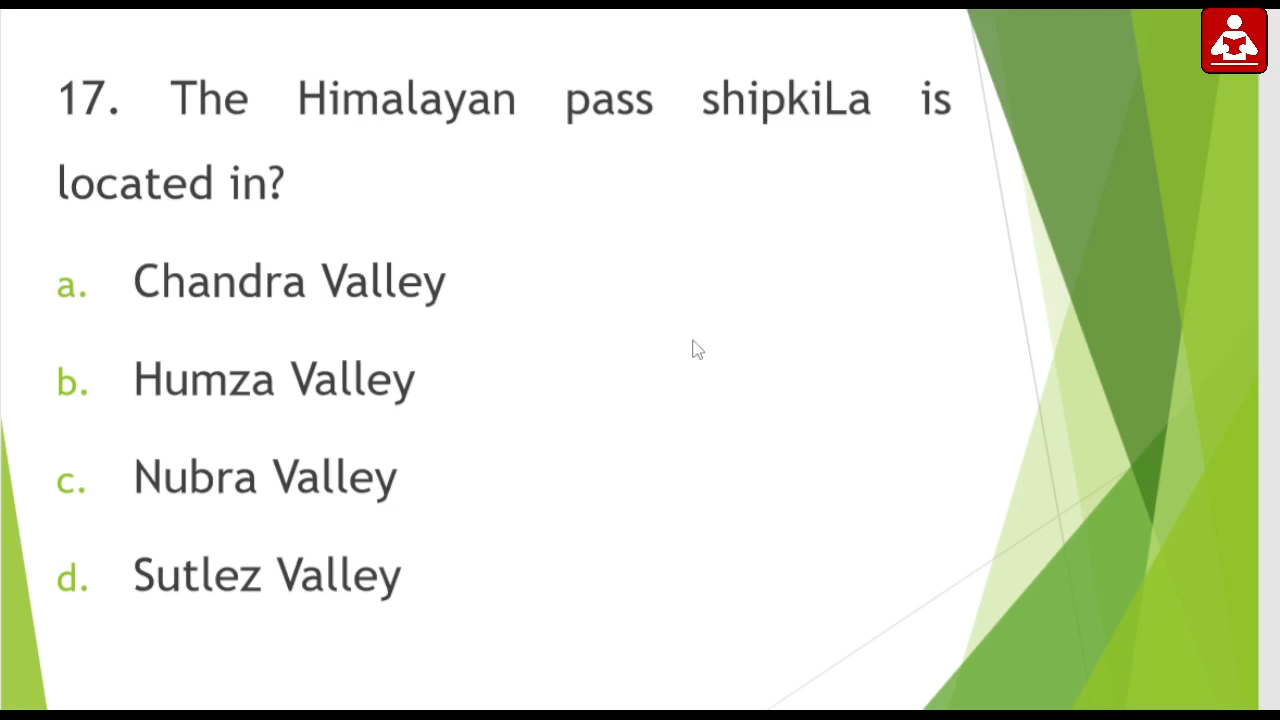 17. The Himalayan pass shipkiLa is
located in?
a. Chandra Valley
b. Humza Valley
c. Nubra Valley
d. Sutlez Valley